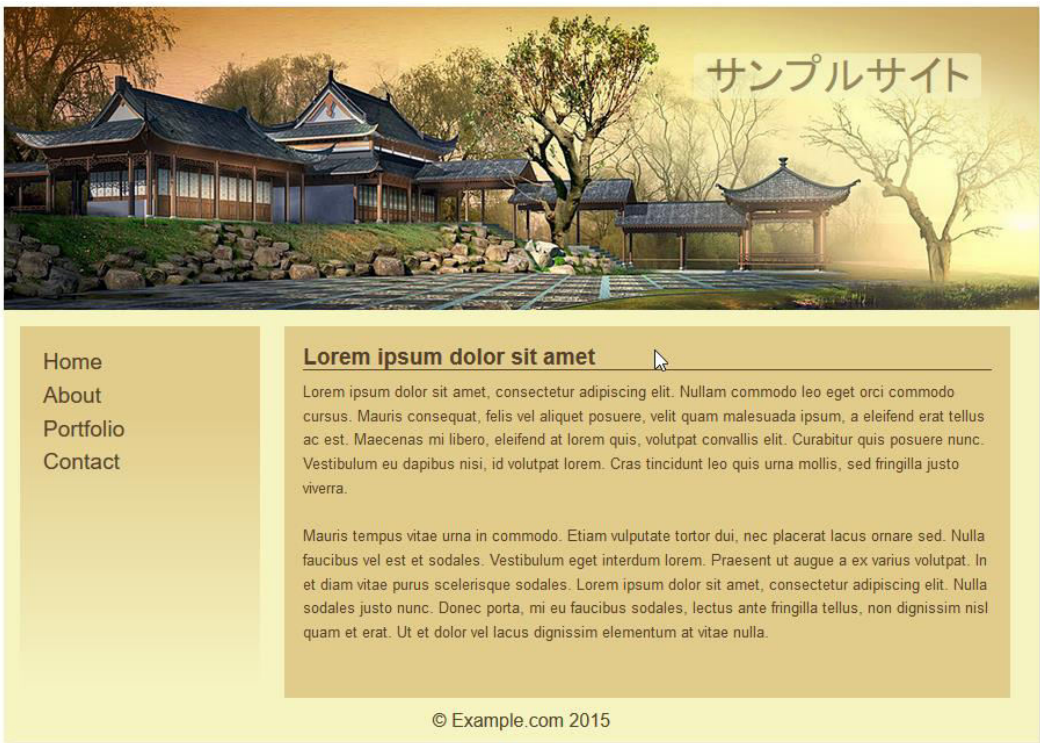 サンプルサイト
Home
About
Portfolio
Contact
Lorem ipsum dolor sit amet
Lorem ipsum dolor sit amet, consectetur adipiscing elit. Nullam commodo leo eget orci commodo
cursus. Mauris consequat, felis vel aliquet posuere, velit quam malesuada ipsum, a eleifend erat tellus
ac est. Maecenas mi libero, eleifend at lorem quis, volutpat convallis elit. Curabitur quis posuere nunc.
Vestibulum eu dapibus nisi, id volutpat lorem. Cras tincidunt leo quis urna mollis, sed fringilla justo
viverra.
Mauris tempus vitae urna in commodo. Etiam vulputate tortor dui, nec placerat lacus ornare sed. Nulla
faucibus vel est et sodales. Vestibulum eget interdum lorem. Praesent ut augue a ex varius volutpat. In
et diam vitae purus scelerisque sodales. Lorem ipsum dolor sit amet, consectetur adipiscing elit. Nulla
sodales justo nunc. Donec porta, mi eu faucibus sodales, lectus ante fringilla tellus, non dignissim nisl
quam et erat. Ut et dolor vel lacus dignissim elementum at vitae nulla.
© Example.com 2015